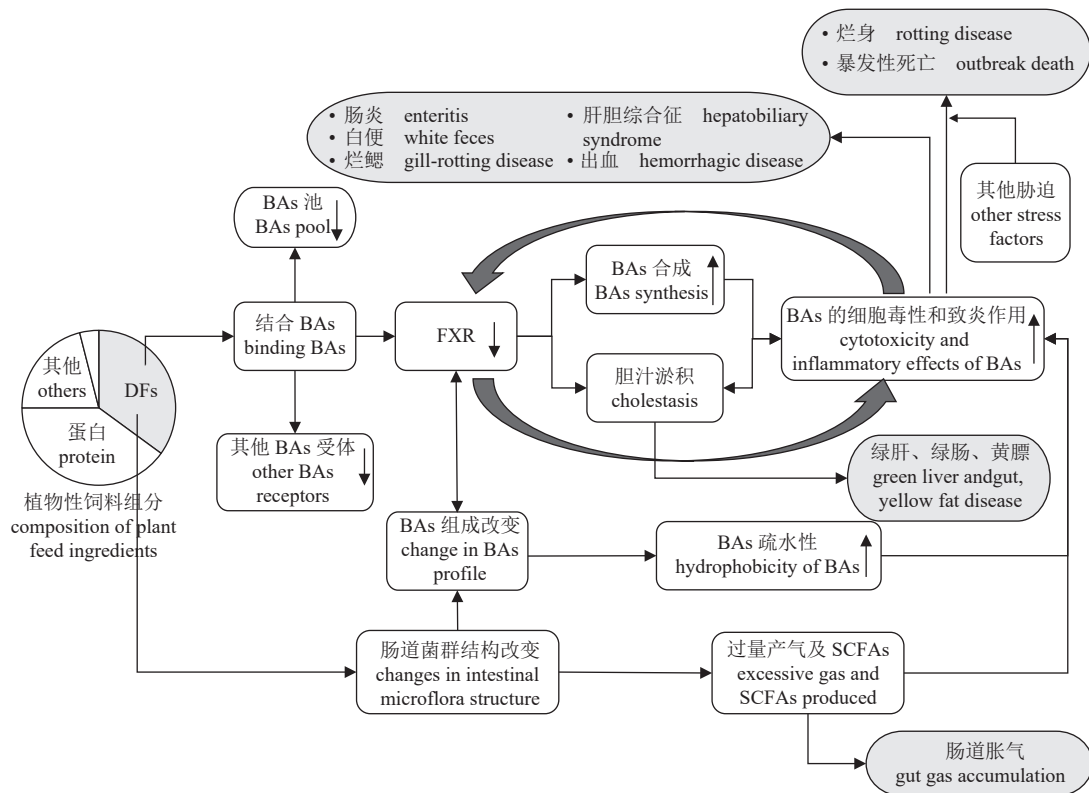 • 烂身 rotting disease
• 暴发性死亡 outbreak death
• 肠炎 enteritis
• 白便 white feces
• 烂鳃 gill-rotting disease
• 肝胆综合征 hepatobiliary
syndrome
• 出血 hemorrhagic disease
其他胁迫
other stress
factors
BAs 池
BAs pool
BAs 合成
BAs synthesis
结合 BAs
binding BAs
FXR
BAs 的细胞毒性和致炎作用
cytotoxicity and
inflammatory effects of BAs
其他
others
DFs
蛋白
protein
植物性饲料组分
composition of plant
feed ingredients
胆汁淤积
cholestasis
其他 BAs 受体
other BAs
receptors
绿肝、绿肠、黄膘
green liver andgut,
yellow fat disease
BAs 组成改变
change in BAs
profile
BAs 疏水性
hydrophobicity of BAs
肠道菌群结构改变
changes in intestinal
microflora structure
过量产气及 SCFAs
excessive gas and
SCFAs produced
肠道胀气
gut gas accumulation